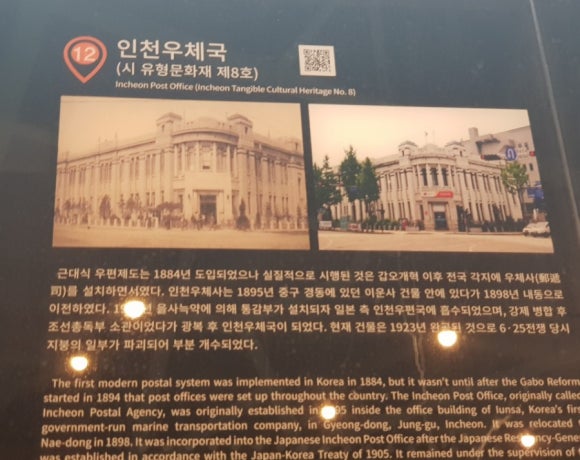 12
인천우체국
(시 유형문화재 제8호)
Incheon Post Office (Incheon Tangible Cultural Heritage No. 8)
근대식 우편제도는 1884년 도입되었으나 실질적으로 시행된 것은 갑오개혁 이후 전국 각지에 우체사(郵遞
司)를 설치하면서였다. 인천우체사는 1895년 중구 경동에 있던 이운사 건물 안에 있다가 1898년 내동으로
이전하였다. 을사늑약에 의해 통감부가 설치되자 일본 측 인천우편국에 흡수되었으며, 강제 병합 후
조선총독부 소관이었다가 광복 후 인천우체국이 되었다. 현재 건물은 1923년 것으로 6·25전쟁 당시
지붕의 일부가 파괴되어 부분 개수되었다.
The first modern postal system was implemented in Korea in 1884, but it wasn't until after the Gabo Reform
started in 1894 that post offices were set up throughout the country. The Incheon Post Office, originally called
Incheon Postal Agency, was originally established in inside the office building of Iunsa, Korea's
government-run marine transportation company, in Gyeong-dong, Jung-gu, Incheon. It was relocated
Nae-dong in 1898. It was incorporated into the Japanese Incheon Post Office after the Japanese
was established in accordance with the Japan-Korea Treaty of 1905. It remained under the supervision of